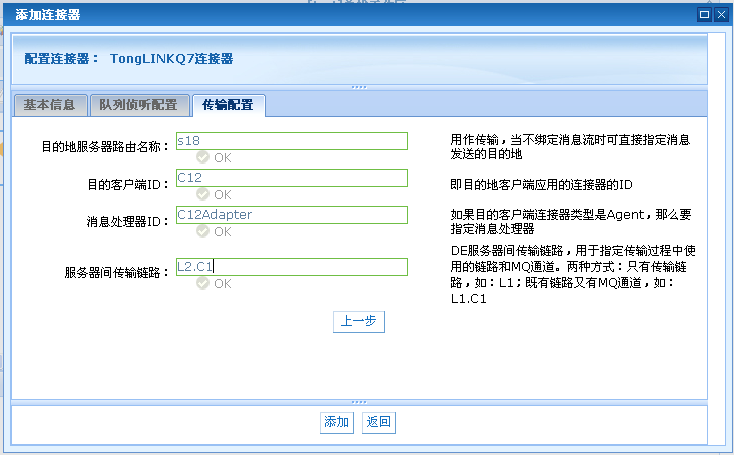 添加连接器
配置连接器： TongLINKQ7连接器
基本信息 队列侦听配置 传输配置
目的地服务器路由名称： s18
OK
用作传输，当不绑定消息流时可直接指定消息
发送的目的地
目的客户端ID： C12
OK
即目的地客户端应用的连接器的ID
消息处理器ID： C12Adapter
OK
如果目的客户端连接器类型是Agent，那么要
指定消息处理器
服务器间传输链路： L2.C1
OK
DE服务器间传输链路，用于指定传输过程中使
用的链路和MQ通道。两种方式：只有传输链
路，如：L1；既有链路又有MQ通道，如：
L1.C1
上一步
添加 返回